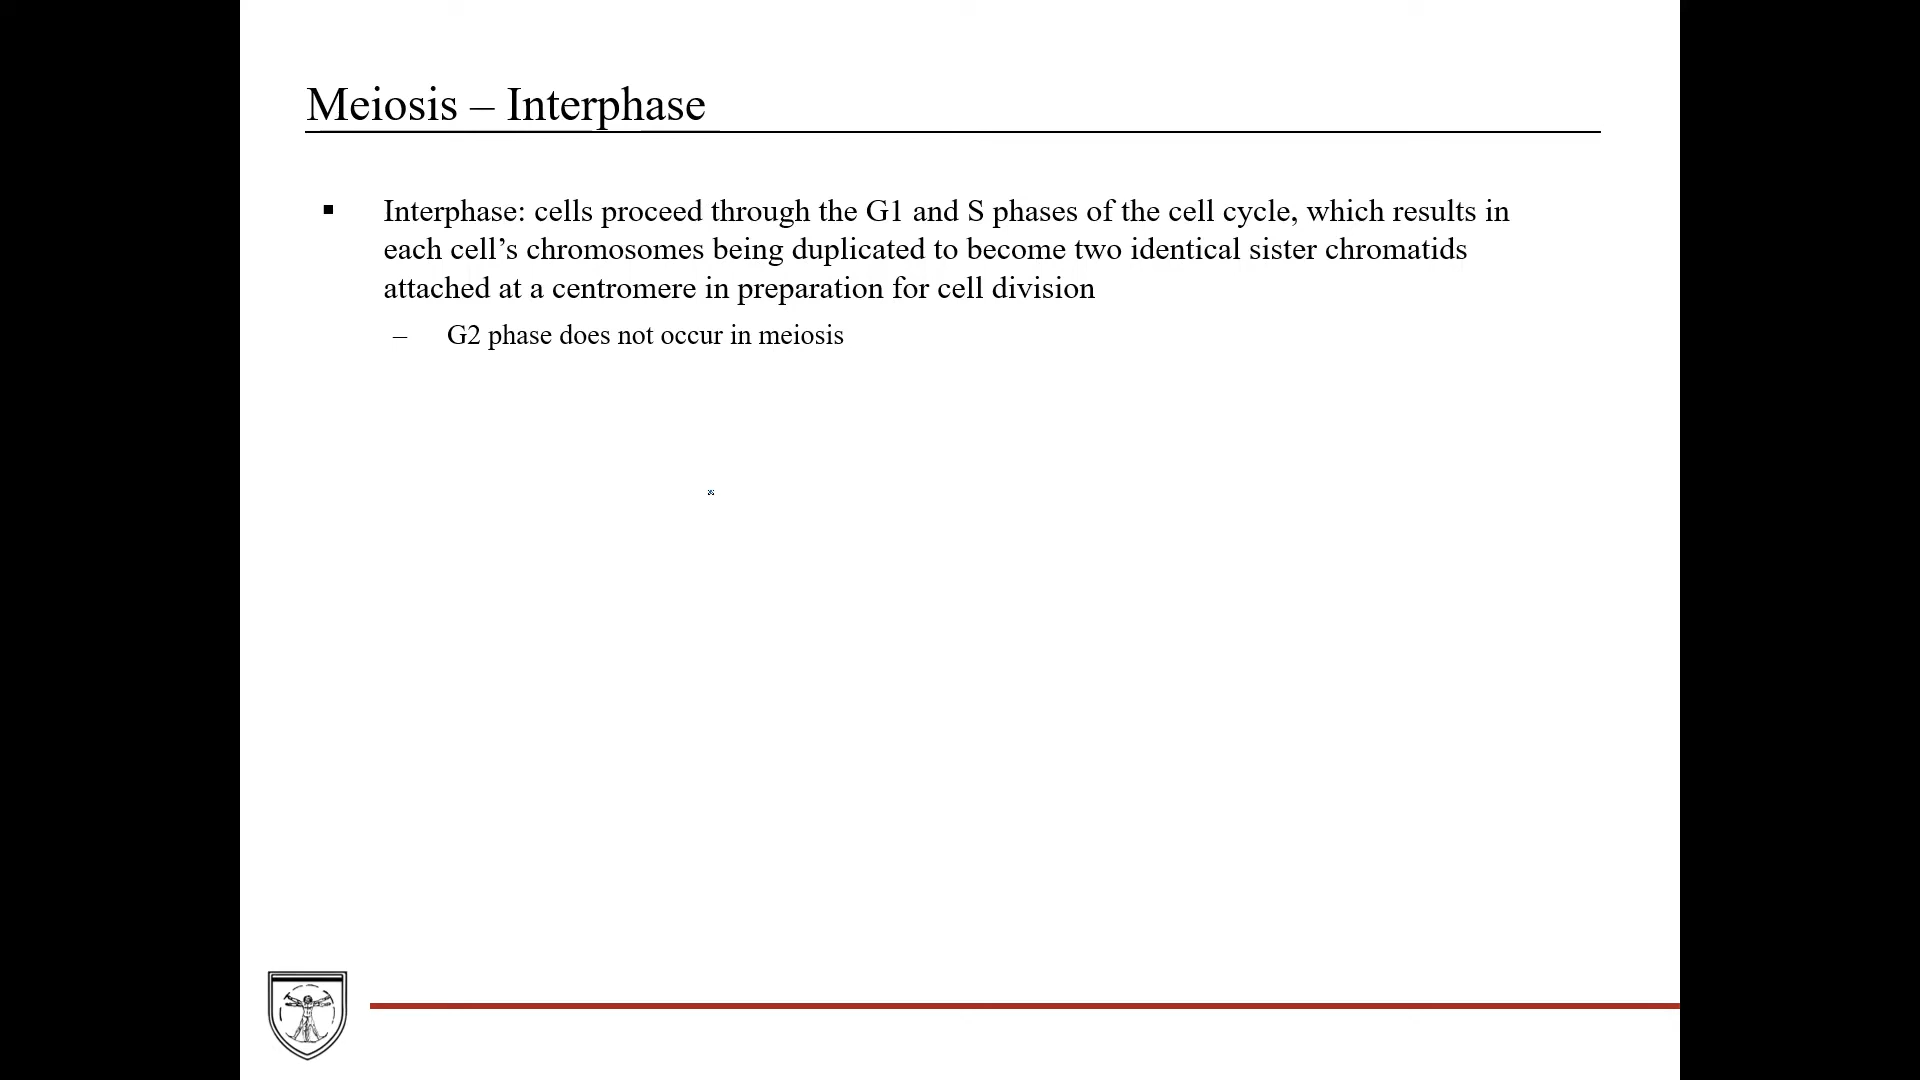 Meiosis – Interphase
▪ Interphase: cells proceed through the G1 and S phases of the cell cycle, which results in
each cell’s chromosomes being duplicated to become two identical sister chromatids
attached at a centromere in preparation for cell division
– G2 phase does not occur in meiosis